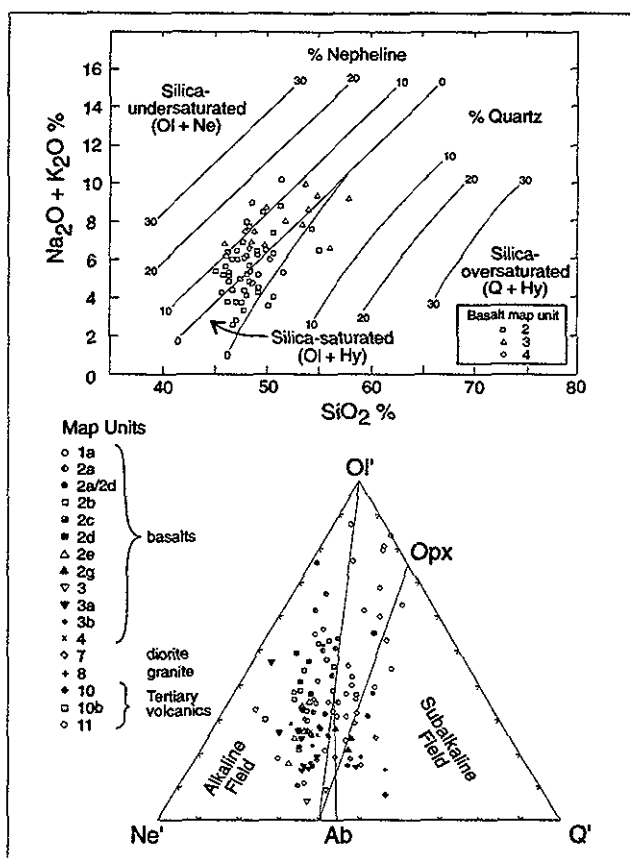 % Nepheline
Silica-
undersaturated
(Ol + Ne)
30
20
10
0
% Quartz
10
20
30
30
20
10
0
0
10
20
30
Silica-
oversaturated
(Q + Hy)
Silica-saturated
(Ol + Hy)
Basalt map unit
2
3
4
Na2O + K2O %
16
14
12
10
8
6
4
2
0
40
50
60
70
80
SiO2 %
Map Units
1a
2a
2a/2d
2b
2c
2d
2e
2g
3
3a
3b
4
basalts
7 diorite
8 granite
10
10b
11
Tertiary
volcanics
Ol'
Opx
Alkaline
Field
Subalkaline
Field
Ne'
Ab
Q'